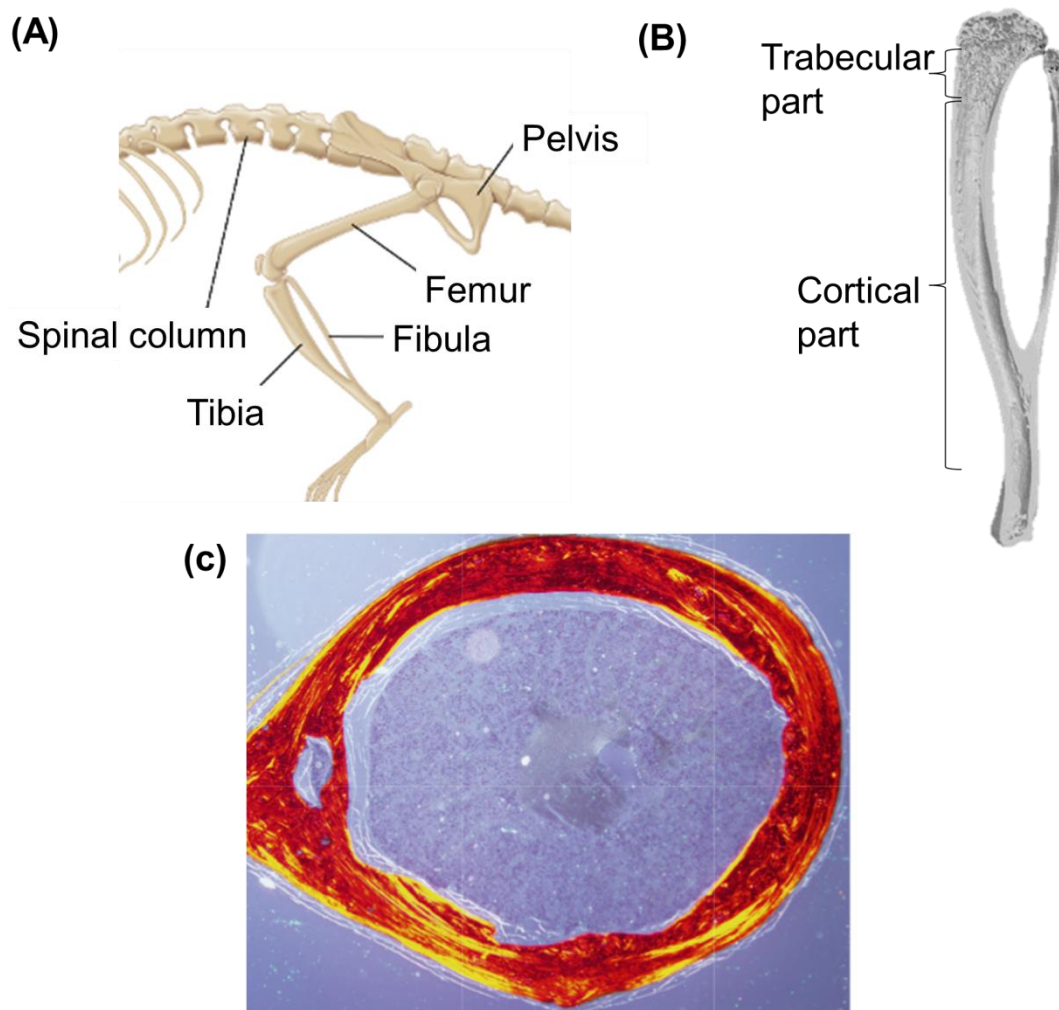 (A)
Pelvis
Femur
Spinal column
Fibula
Tibia
(B)
Trabecular
part
Cortical
part
(c)